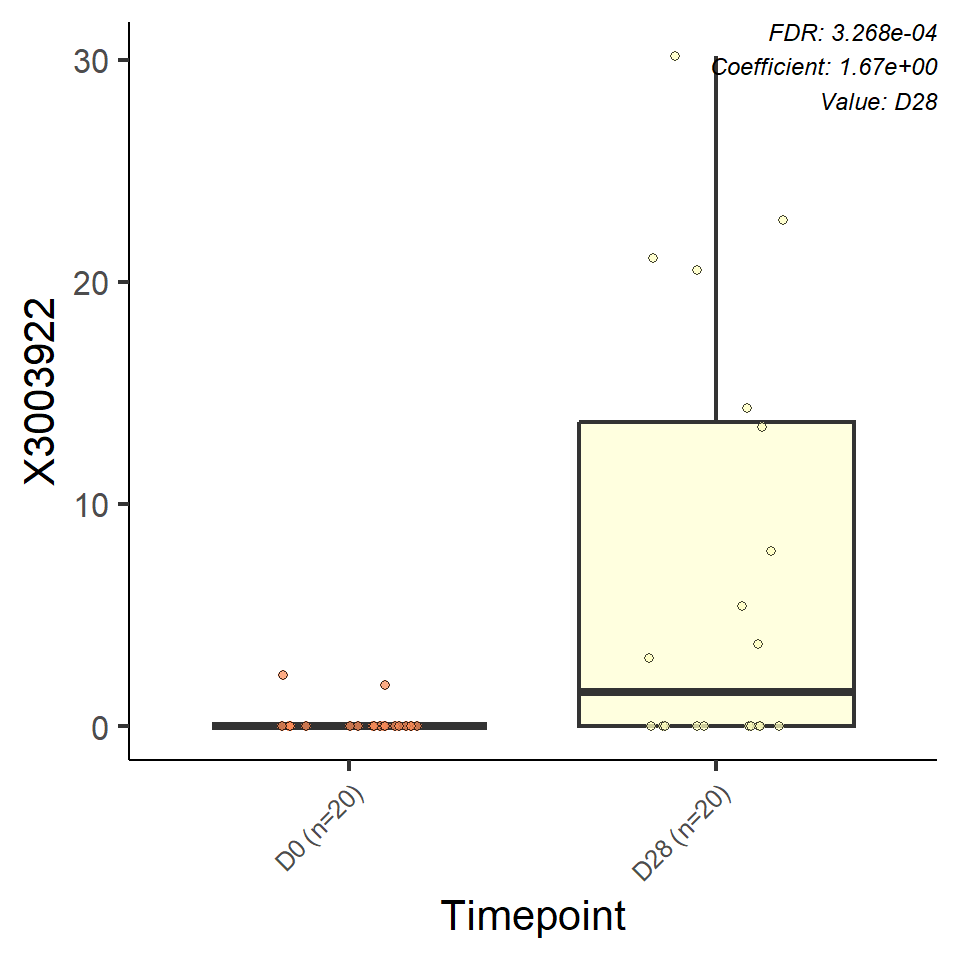 FDR: 3.268e-04
Coefficient: 1.67e+00
Value: D28
30
20
10
0
X3003922
D0 (n=20)
D28 (n=20)
Timepoint